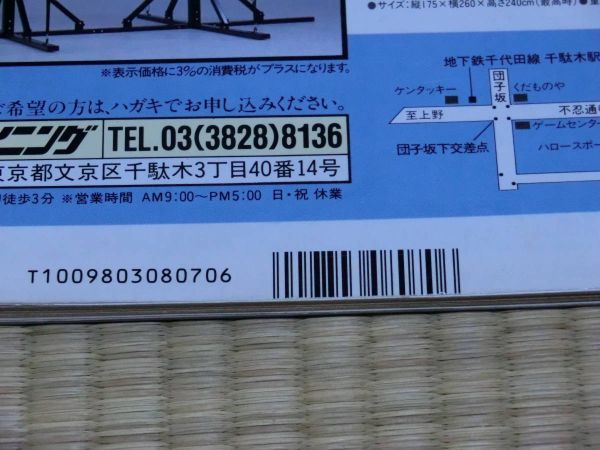 ●サイズ:縦175×横260×高さ240cm(最高時)●重
※表示価格に3%の消費税がプラスになります。
ご希望の方は、ハガキでお申し込みください。
ニング TEL.03(3828)8136
東京都文京区千駄木3丁目40番14号
徒歩3分 ※営業時間 AM9:00〜PM5:00 日・祝 休業
地下鉄千代田線 千駄木駅
ケンタッキー
団子坂
くだものや
至上野
不忍通り
ゲームセンター
団子坂下交差点
ハロースポー
T1009803080706